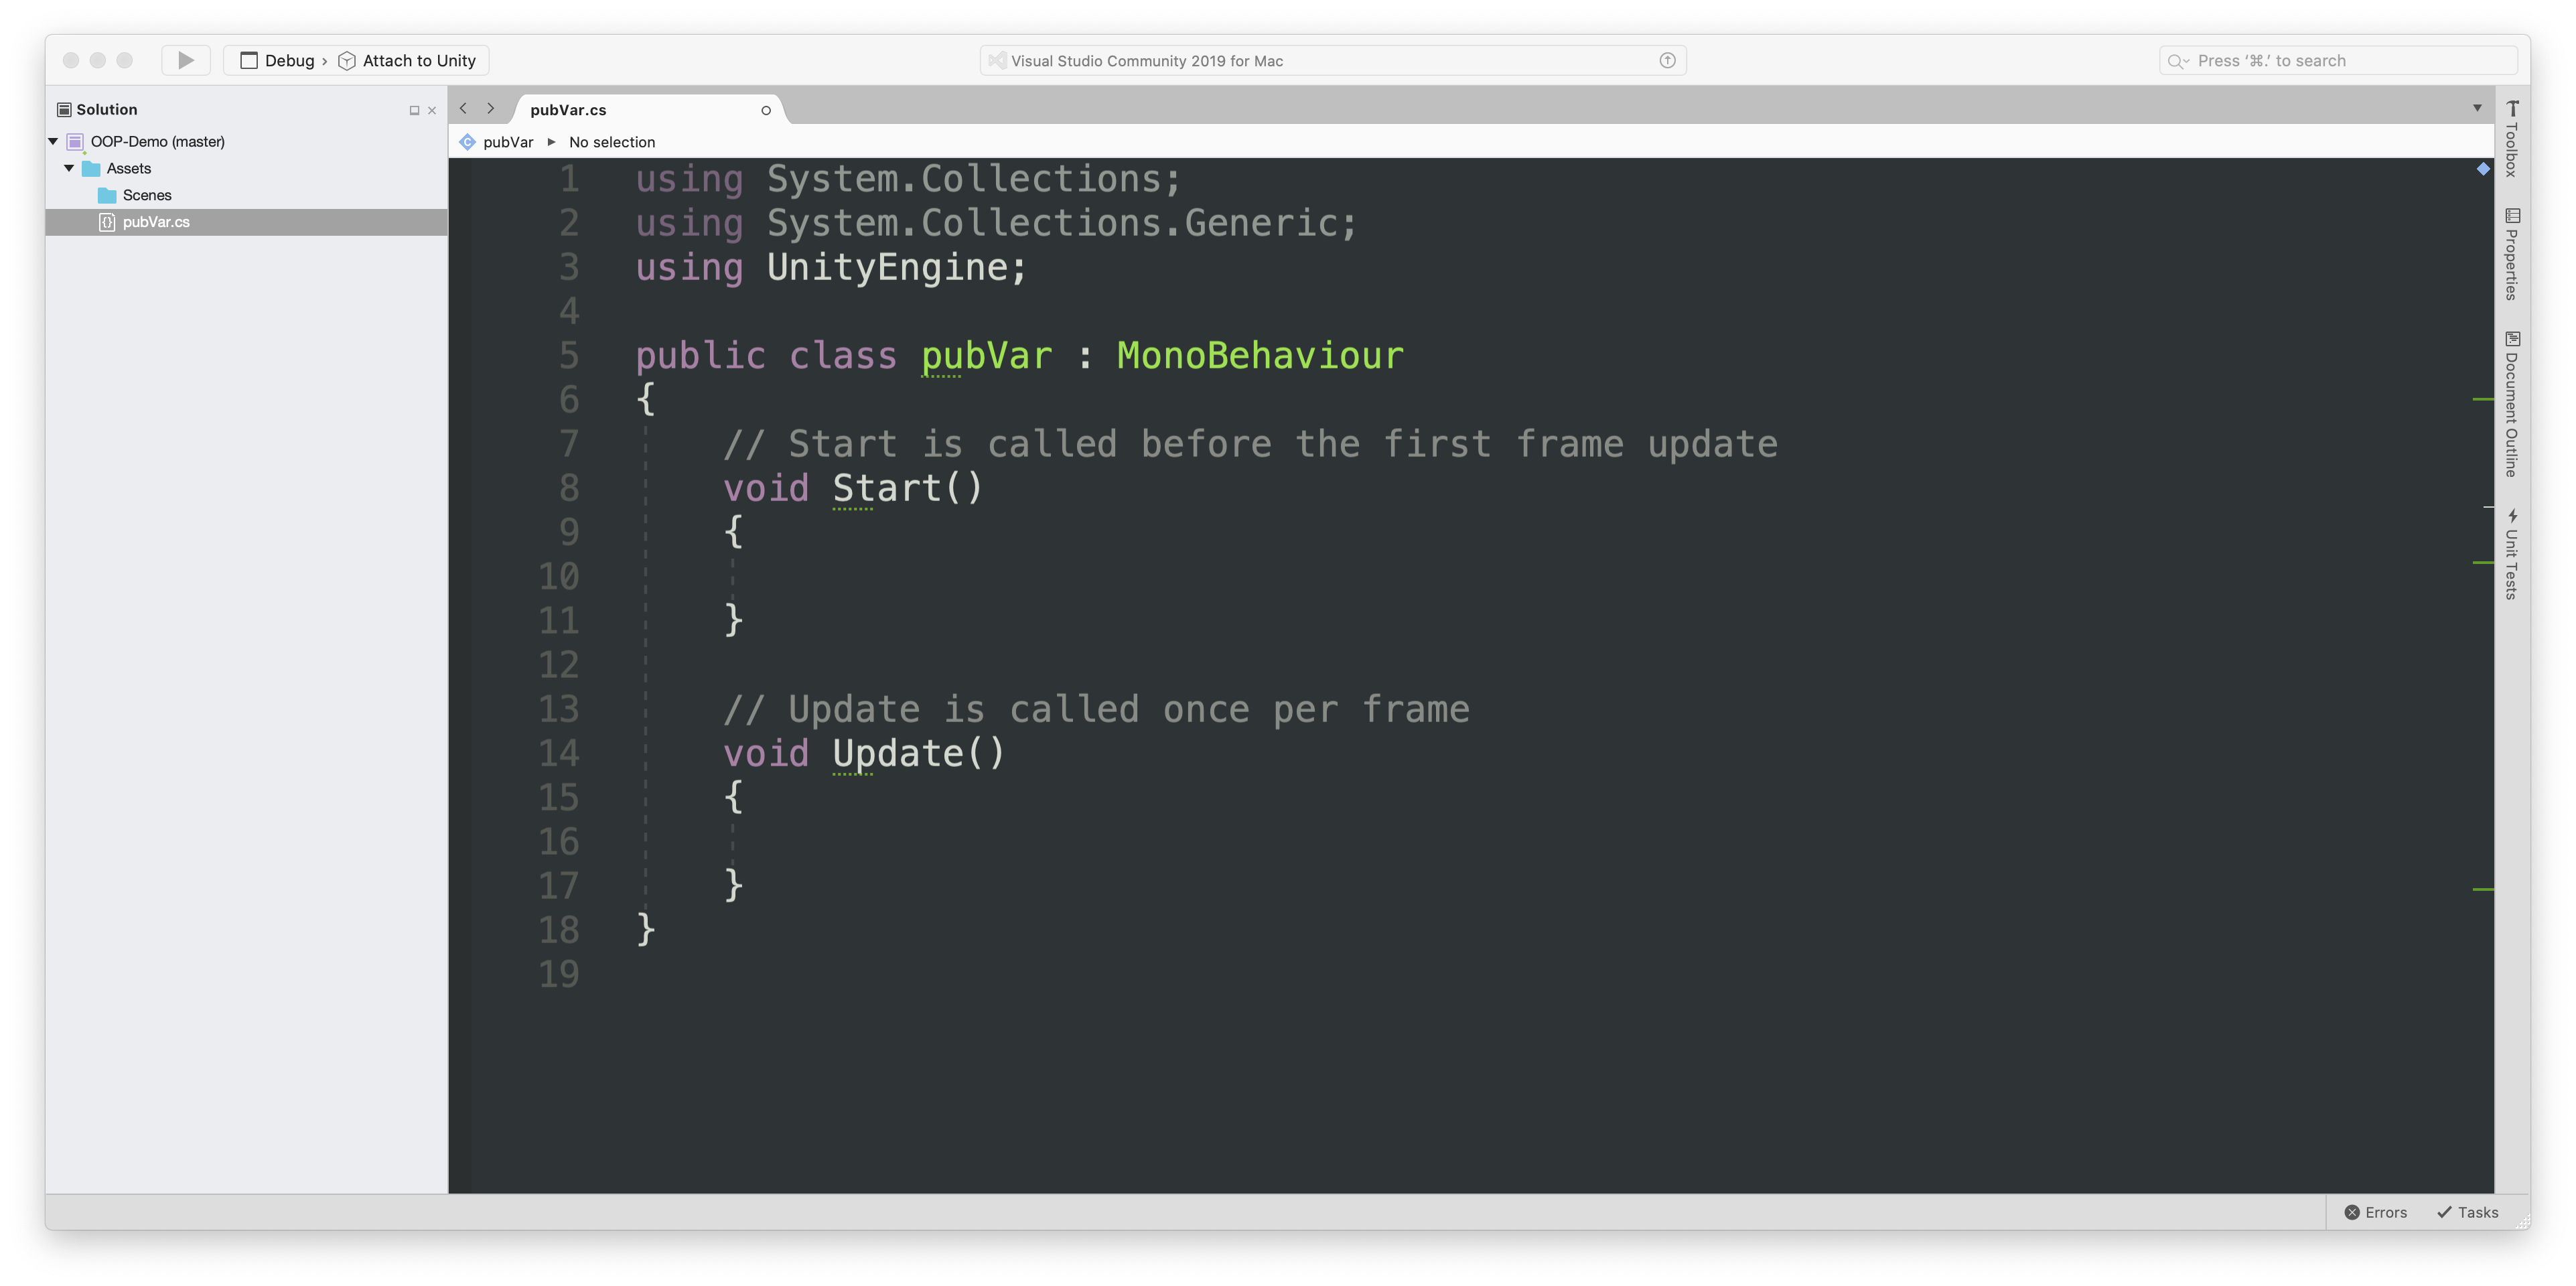 Debug › Attach to Unity
Visual Studio Community 2019 for Mac
Press ‘⌘.’ to search
Solution
OOP-Demo (master)
Assets
Scenes
pubVar.cs
pubVar.cs
pubVar ▸ No selection
1 using System.Collections;
2 using System.Collections.Generic;
3 using UnityEngine;
4
5 public class pubVar : MonoBehaviour
6 {
7     // Start is called before the first frame update
8     void Start()
9     {
10
11     }
12
13     // Update is called once per frame
14     void Update()
15     {
16
17     }
18 }
19
Toolbox
Properties
Document Outline
Unit Tests
Errors
Tasks